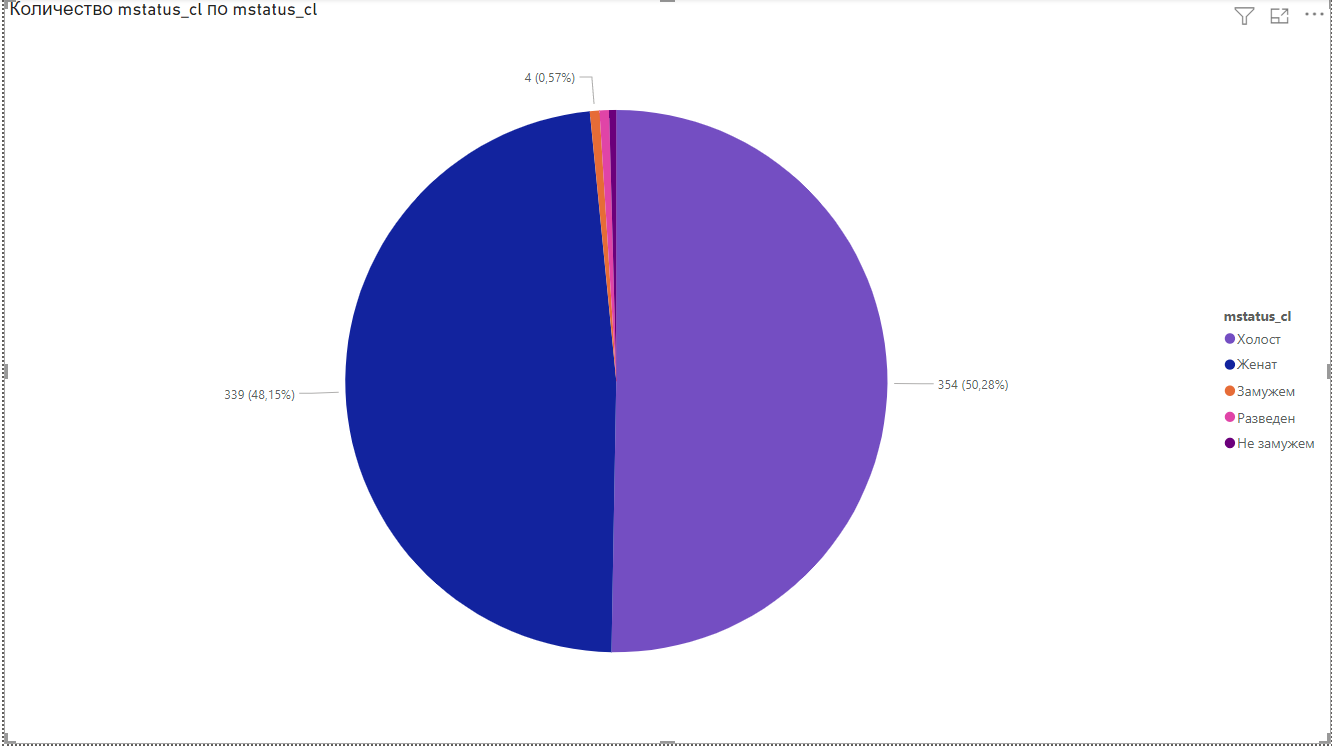 Количество mstatus_cl по mstatus_cl
4 (0,57%)
339 (48,15%)
354 (50,28%)
mstatus_cl
Холост
Женат
Замужем
Разведен
Не замужем